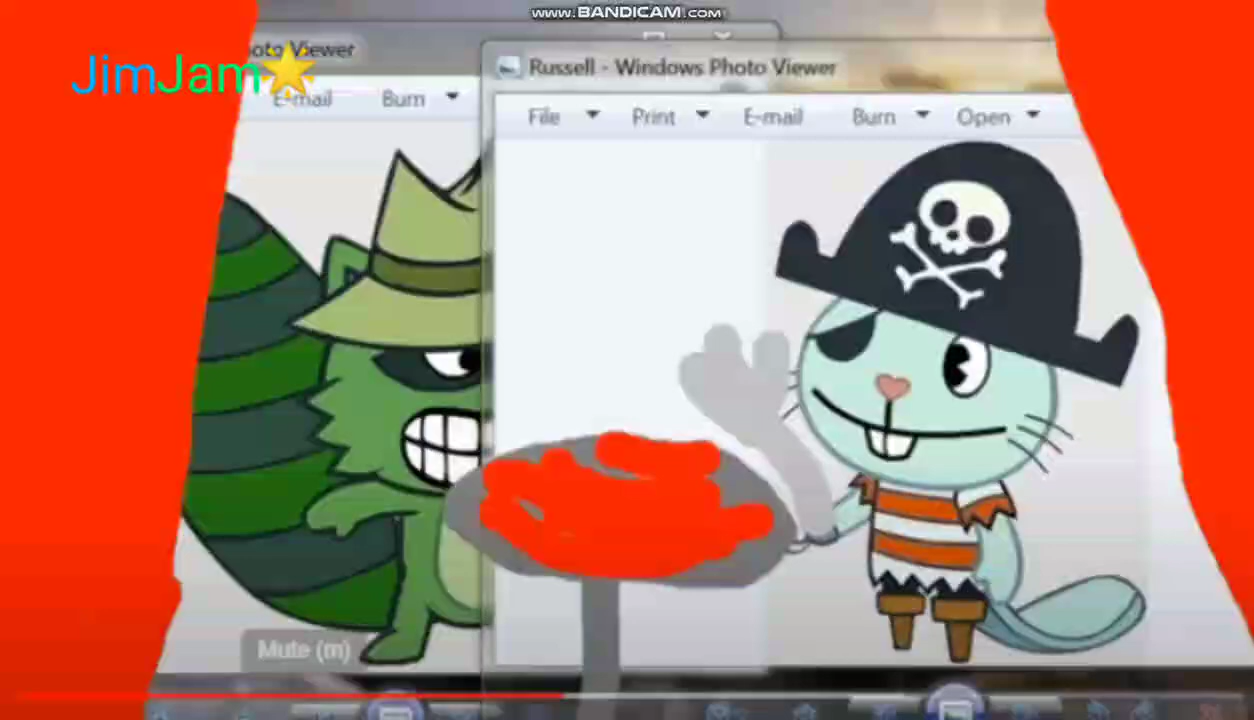 www.BANDICAM.com
oto Viewer
JimJam
Russell - Windows Photo Viewer
E-mail Burn
File Print E-mail Burn Open
Mute (m)